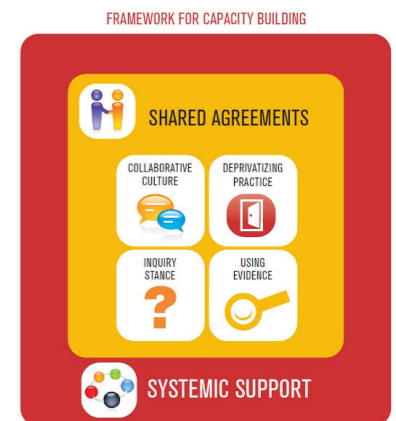 FRAMEWORK FOR CAPACITY BUILDING
SHARED AGREEMENTS
COLLABORATIVE
CULTURE
DEPRIVATIZING
PRACTICE
INQUIRY
STANCE
?
USING
EVIDENCE
SYSTEMIC SUPPORT